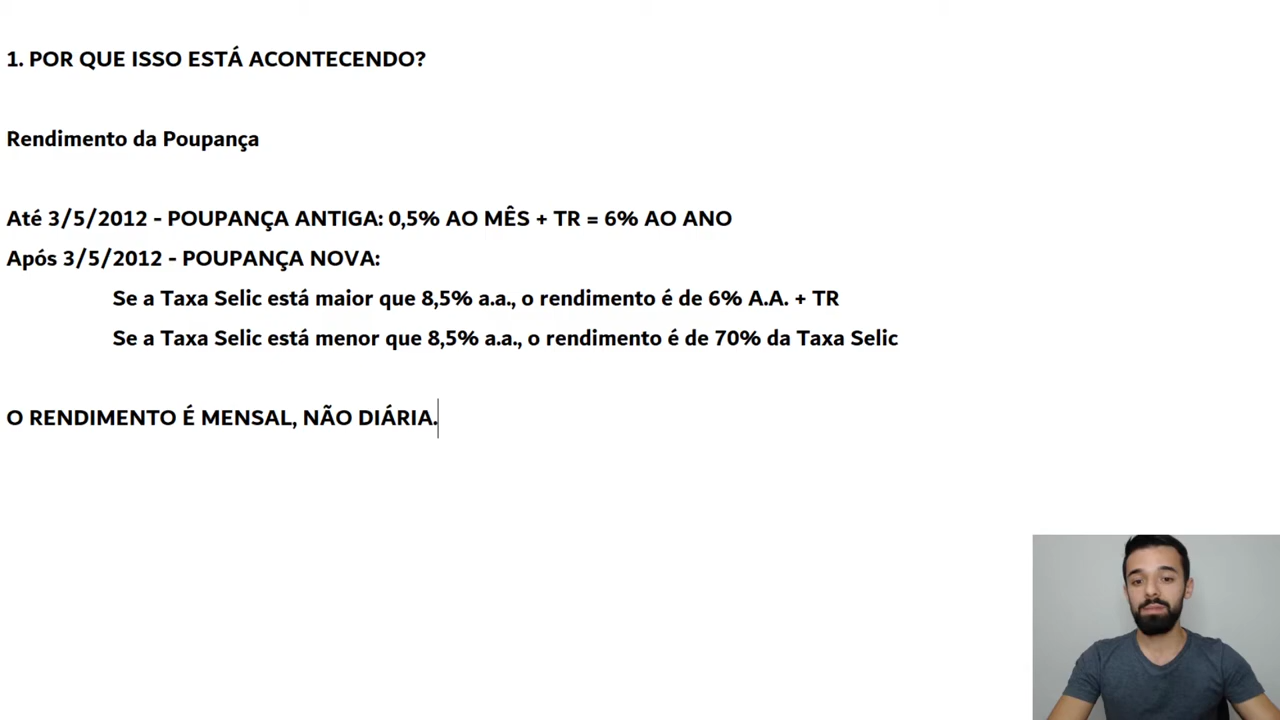 1. POR QUE ISSO ESTÁ ACONTECENDO?
Rendimento da Poupança
Até 3/5/2012 - POUPANÇA ANTIGA: 0,5% AO MÊS + TR = 6% AO ANO
Após 3/5/2012 - POUPANÇA NOVA:
Se a Taxa Selic está maior que 8,5% a.a., o rendimento é de 6% A.A. + TR
Se a Taxa Selic está menor que 8,5% a.a., o rendimento é de 70% da Taxa Selic
O RENDIMENTO É MENSAL, NÃO DIÁRIA.